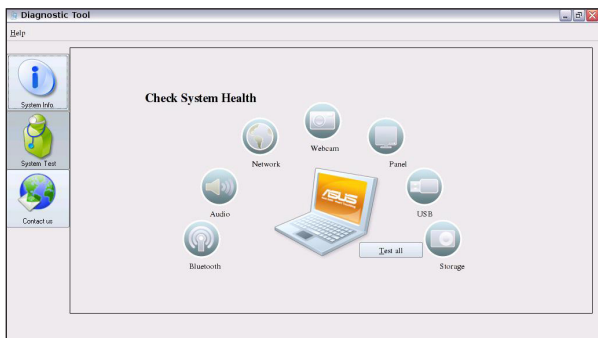 Diagnostic Tool
Help
System Info.
System Test
Contact us
Check System Health
Webcam
Network
Panel
Audio
USB
Bluetooth
Storage
ASUS
Test all